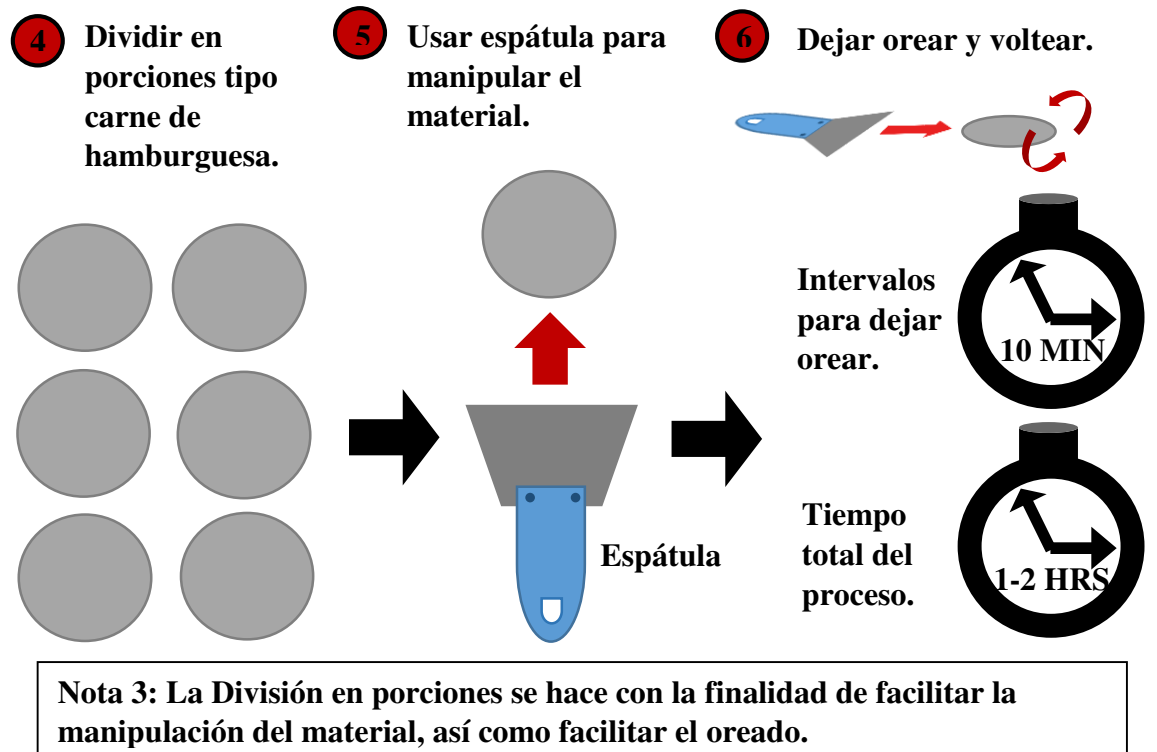 4
Dividir en
porciones tipo
carne de
hamburguesa.
5
Usar espátula para
manipular el
material.
6
Dejar orear y voltear.
Intervalos
para dejar
orear.
10 MIN
Espátula
Tiempo
total del
proceso.
1-2 HRS
Nota 3: La División en porciones se hace con la finalidad de facilitar la
manipulación del material, así como facilitar el oreado.